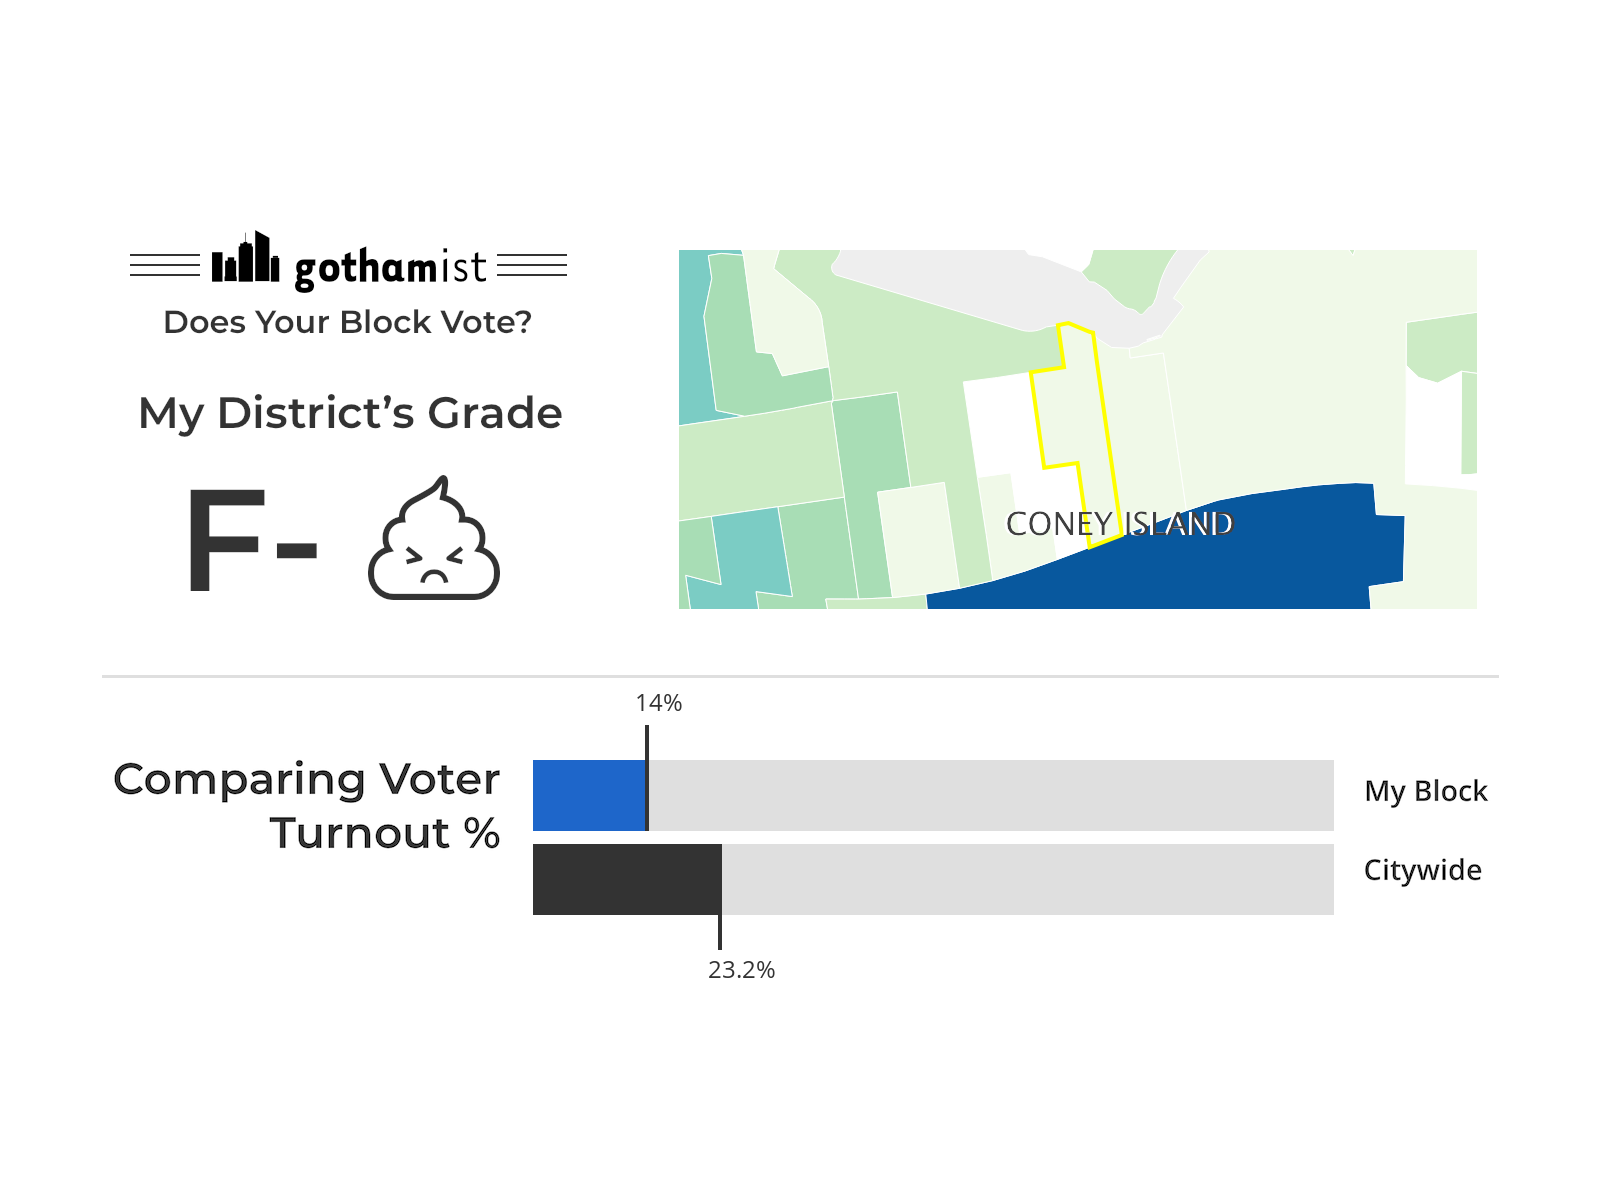 gothamist
Does Your Block Vote?
My District’s Grade
F-
CONEY ISLAND
14%
Comparing Voter
Turnout %
My Block
Citywide
23.2%